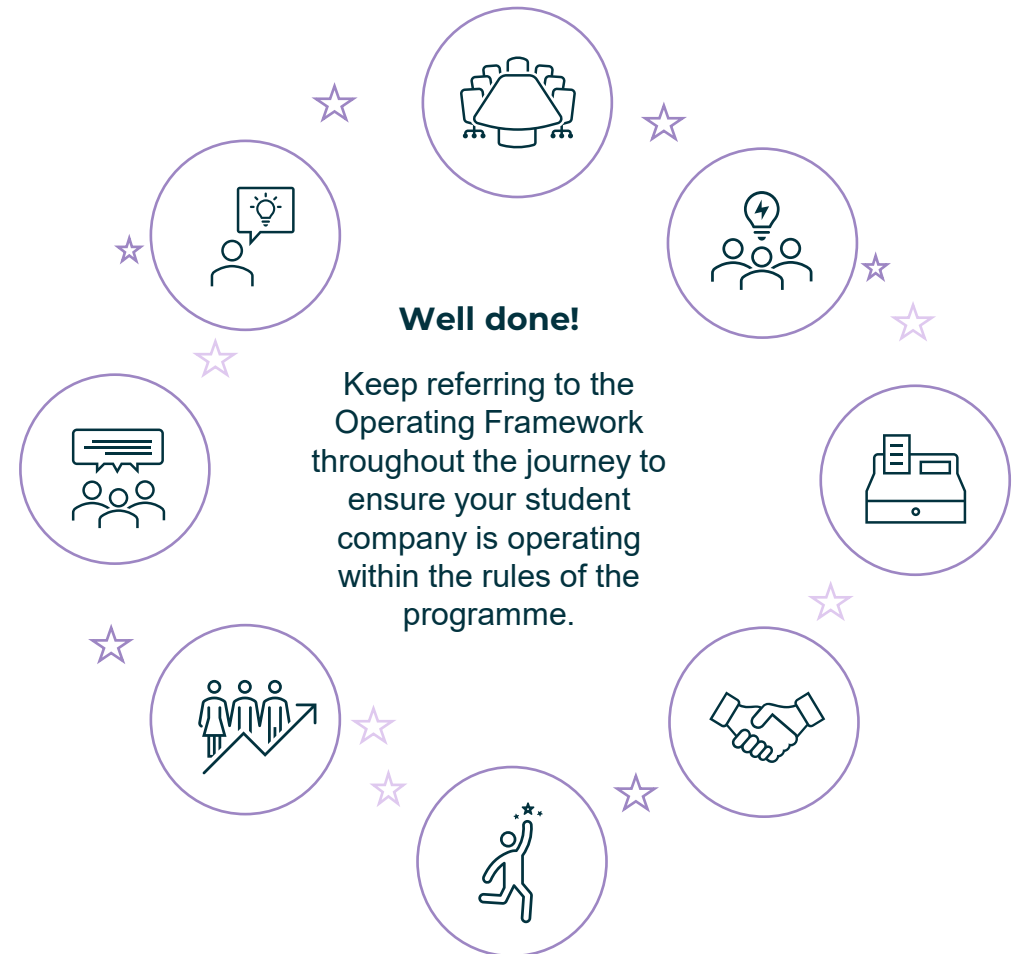 Well done!
Keep referring to the
Operating Framework
throughout the journey to
ensure your student
company is operating
within the rules of the
programme.